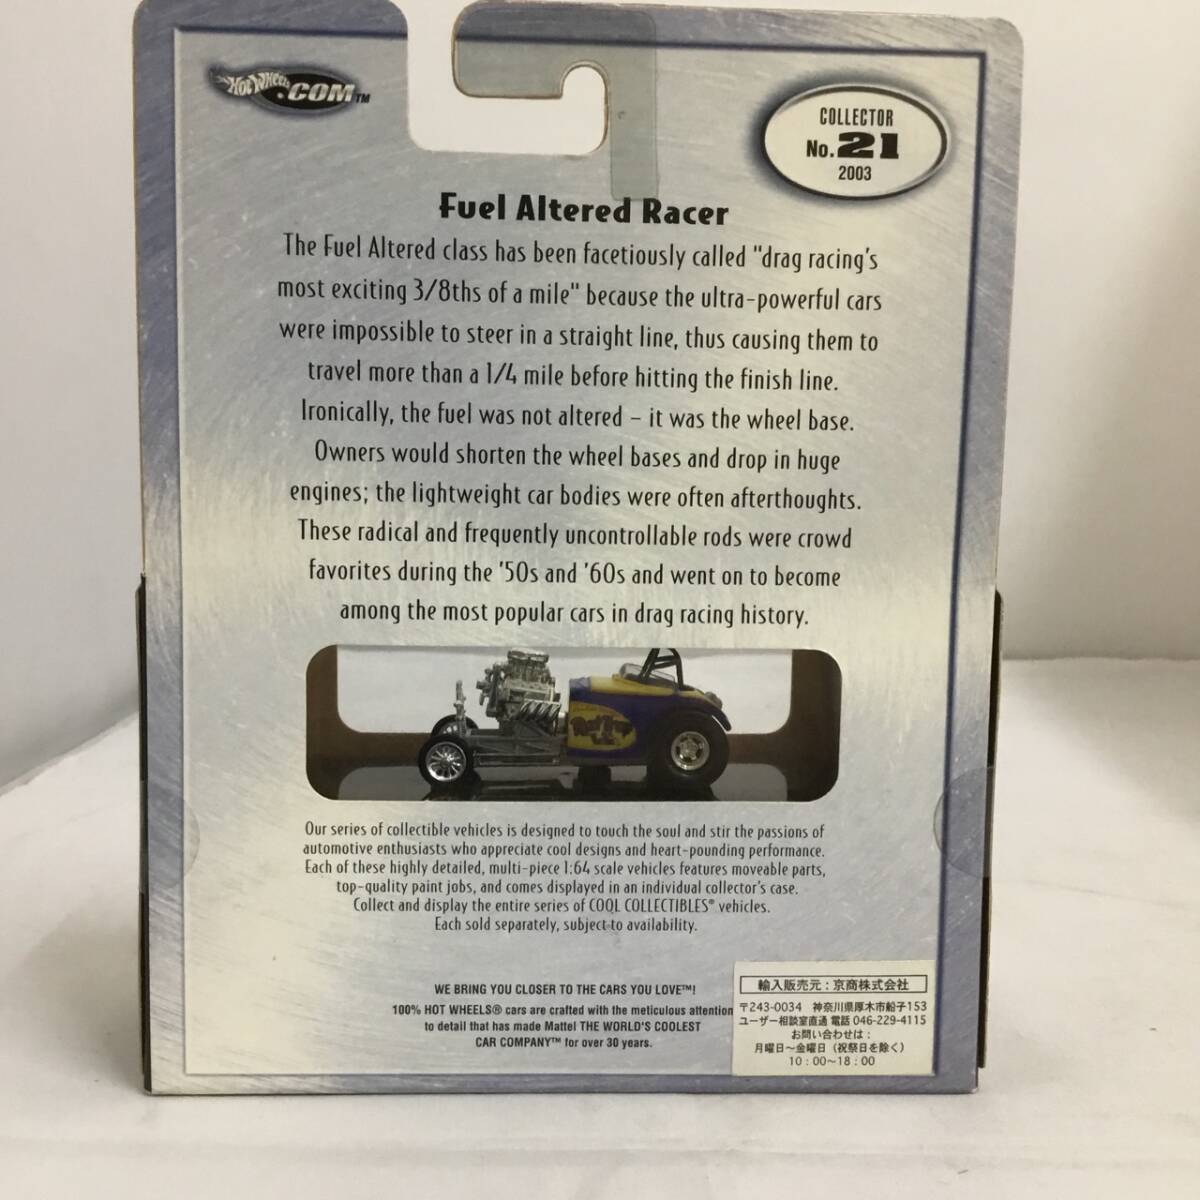 HOT WHEELS .COM™
COLLECTOR
No. 21
2003
Fuel Altered Racer
The Fuel Altered class has been facetiously called "drag racing's
most exciting 3/8ths of a mile" because the ultra-powerful cars
were impossible to steer in a straight line, thus causing them to
travel more than a 1/4 mile before hitting the finish line.
Ironically, the fuel was not altered – it was the wheel base.
Owners would shorten the wheel bases and drop in huge
engines; the lightweight car bodies were often afterthoughts.
These radical and frequently uncontrollable rods were crowd
favorites during the '50s and '60s and went on to become
among the most popular cars in drag racing history.
Our series of collectible vehicles is designed to touch the soul and stir the passions of
automotive enthusiasts who appreciate cool designs and heart-pounding performance.
Each of these highly detailed, multi-piece 1:64 scale vehicles features moveable parts,
top-quality paint jobs, and comes displayed in an individual collector's case.
Collect and display the entire series of COOL COLLECTIBLES® vehicles.
Each sold separately, subject to availability.
WE BRING YOU CLOSER TO THE CARS YOU LOVE™!
100% HOT WHEELS® cars are crafted with the meticulous attention
to detail that has made Mattel THE WORLD'S COOLEST
CAR COMPANY™ for over 30 years.
輸入販売元：京商株式会社
〒243-0034 神奈川県厚木市船子153
ユーザー相談室直通 電話 046-229-4115
お問い合わせは：
月曜日〜金曜日（祝祭日を除く）
10：00〜18：00